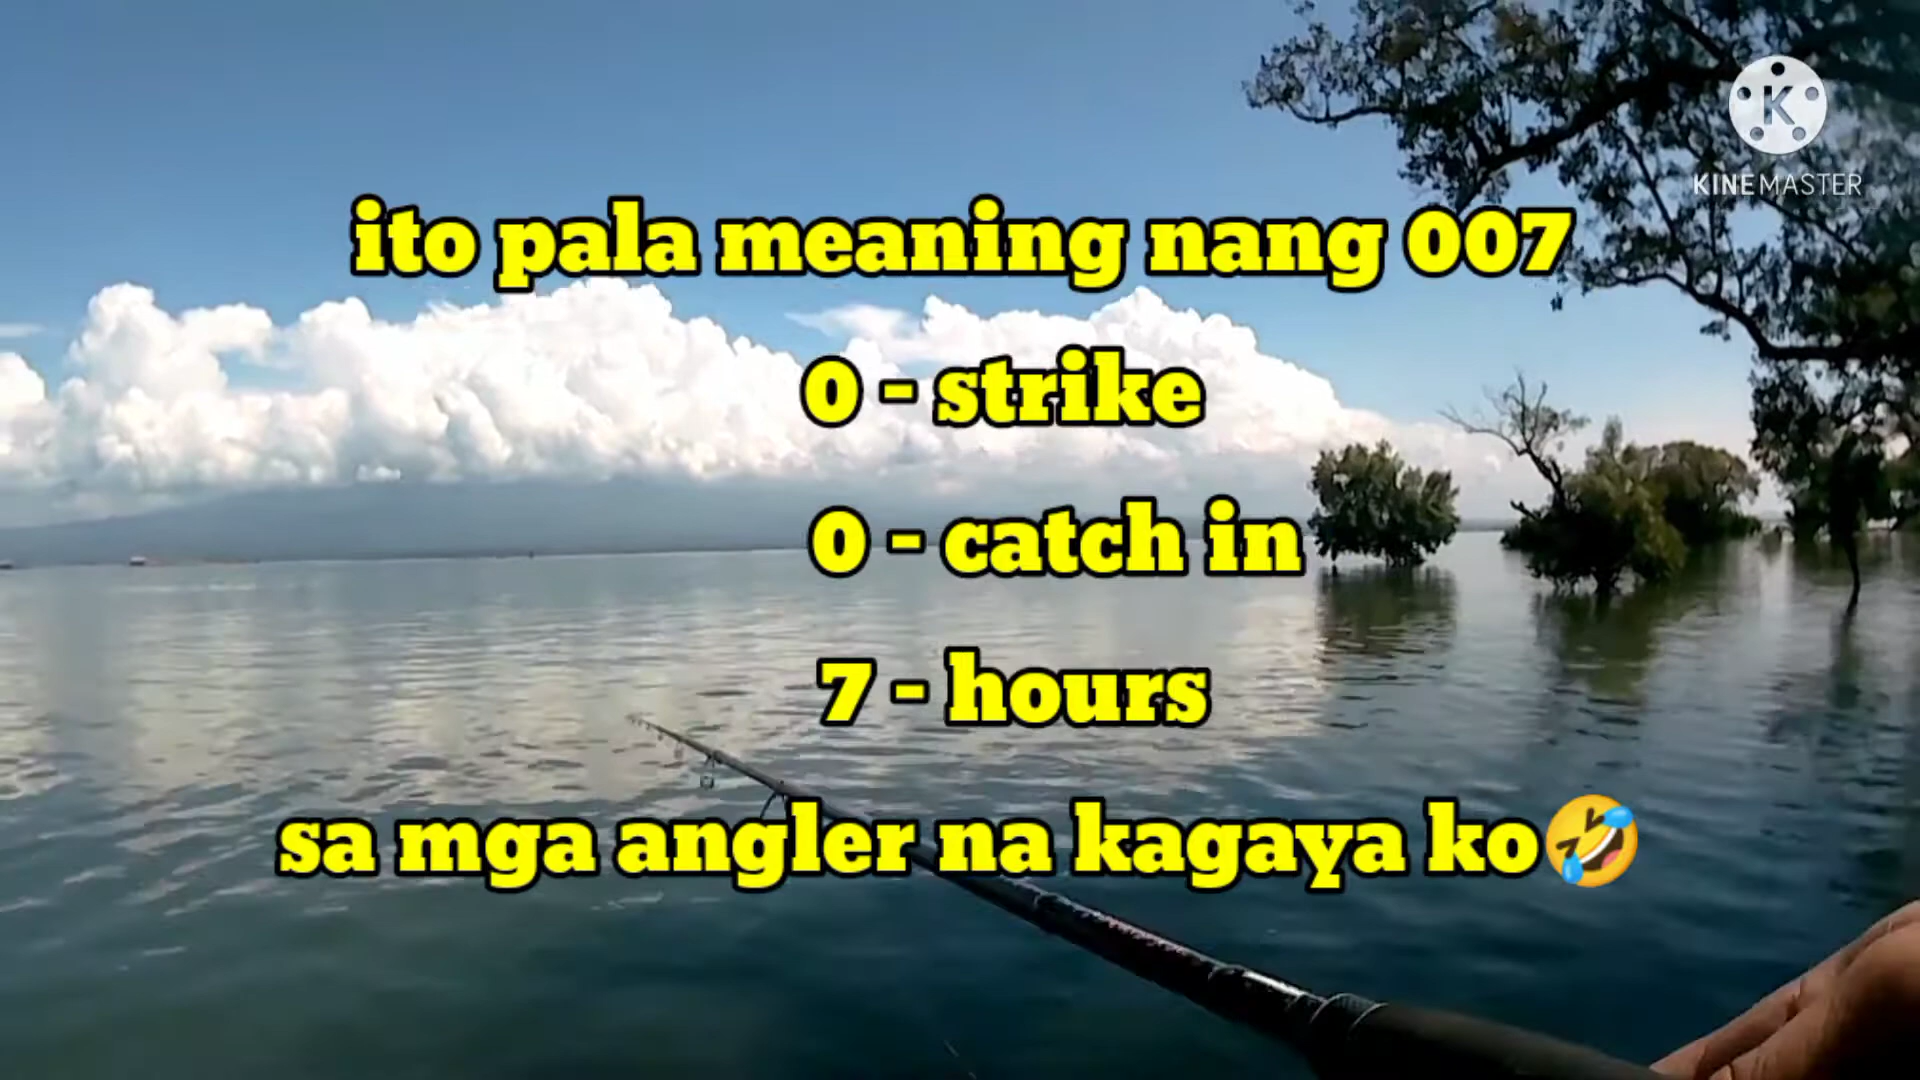 KINEMASTER
ito pala meaning nang 007
0 - strike
0 - catch in
7 - hours
sa mga angler na kagaya ko🤣